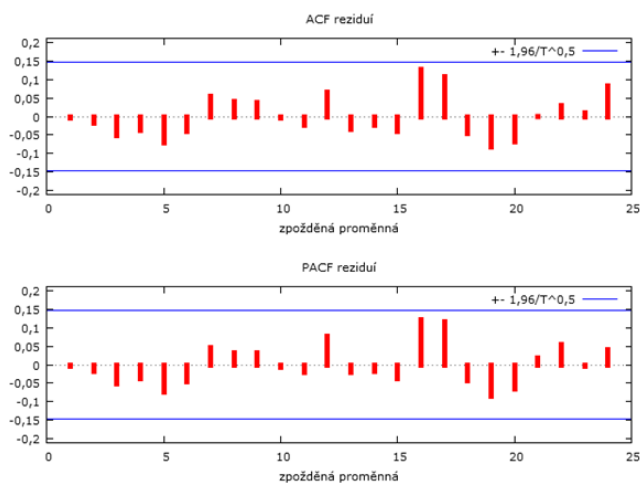 ACF reziduí
+- 1,96/T^0,5
0,2
0,15
0,1
0,05
0
-0,05
-0,1
-0,15
-0,2
0 5 10 15 20 25
zpožděná proměnná
PACF reziduí
+- 1,96/T^0,5
0,2
0,15
0,1
0,05
0
-0,05
-0,1
-0,15
-0,2
0 5 10 15 20 25
zpožděná proměnná